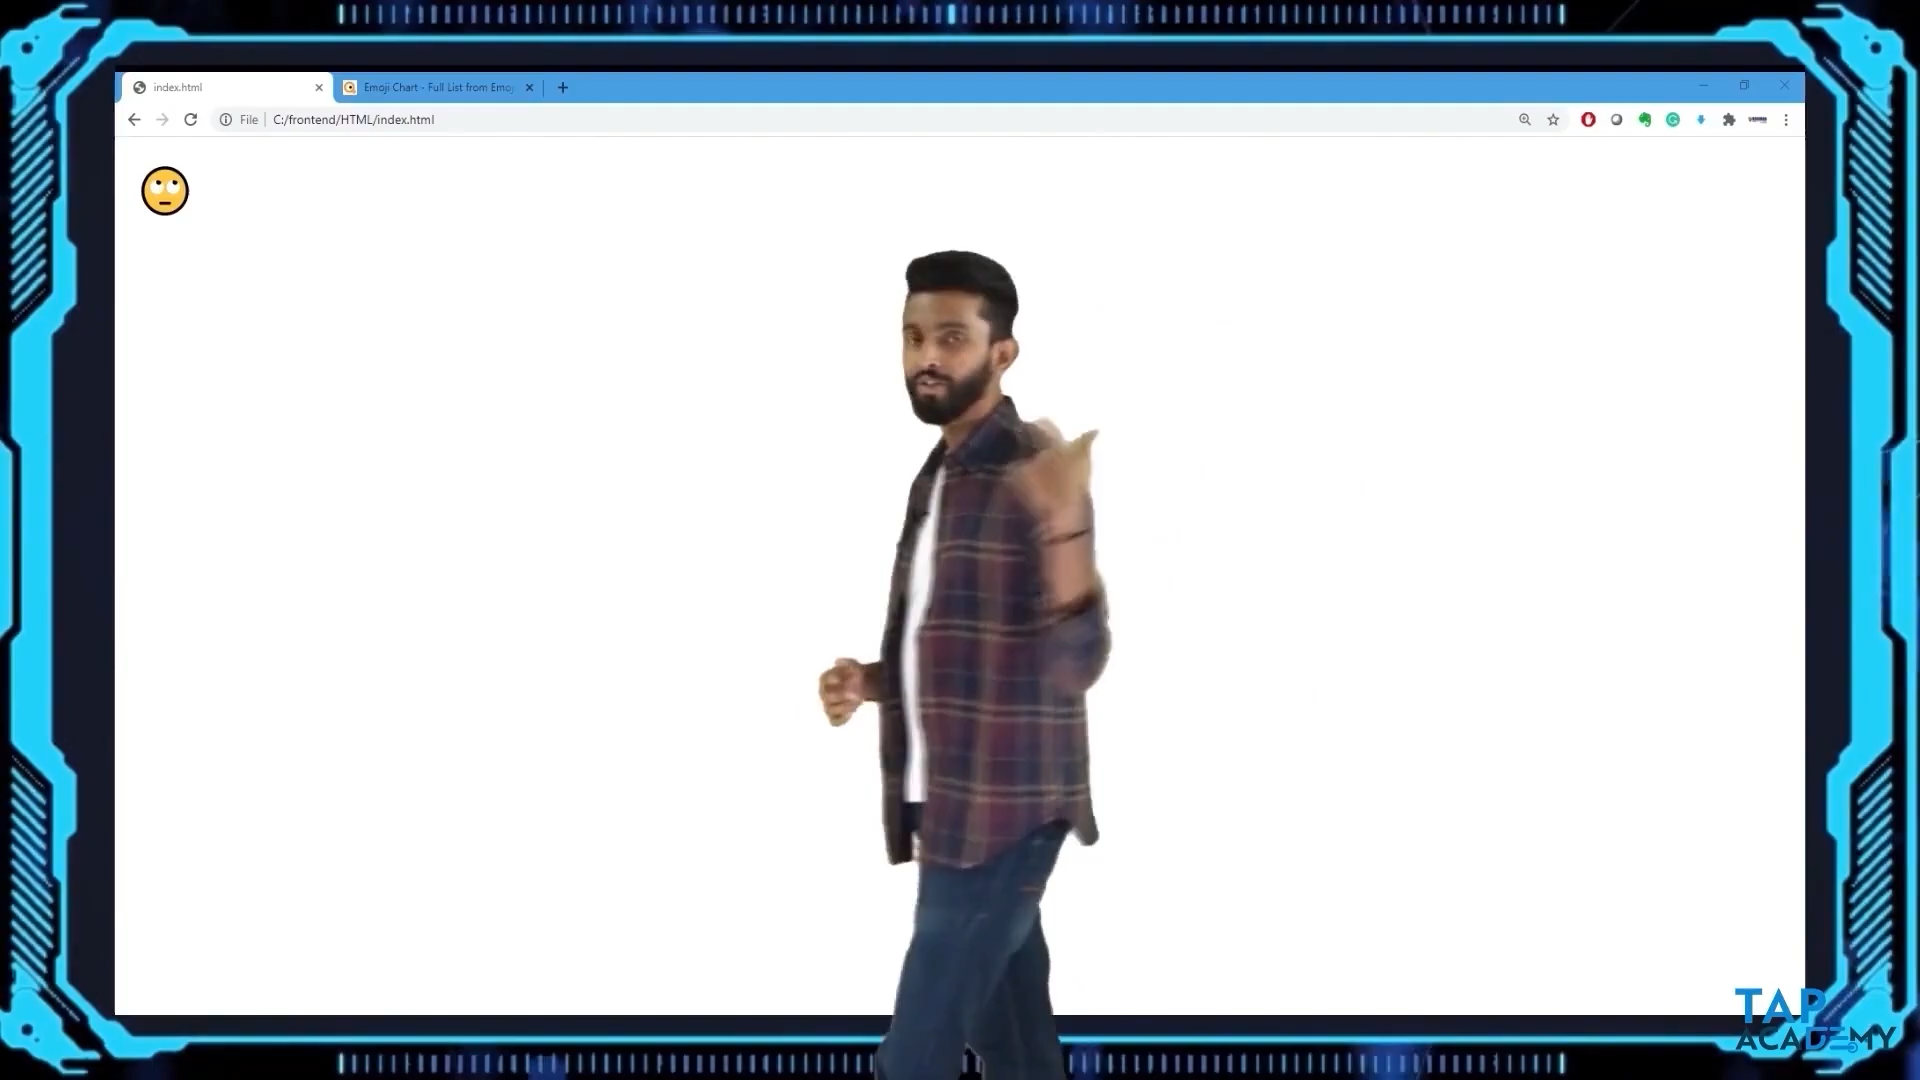 index.html
Emoji Chart - Full List from Emoj
File
C:/frontend/HTML/index.html
TAP
ACADEMY